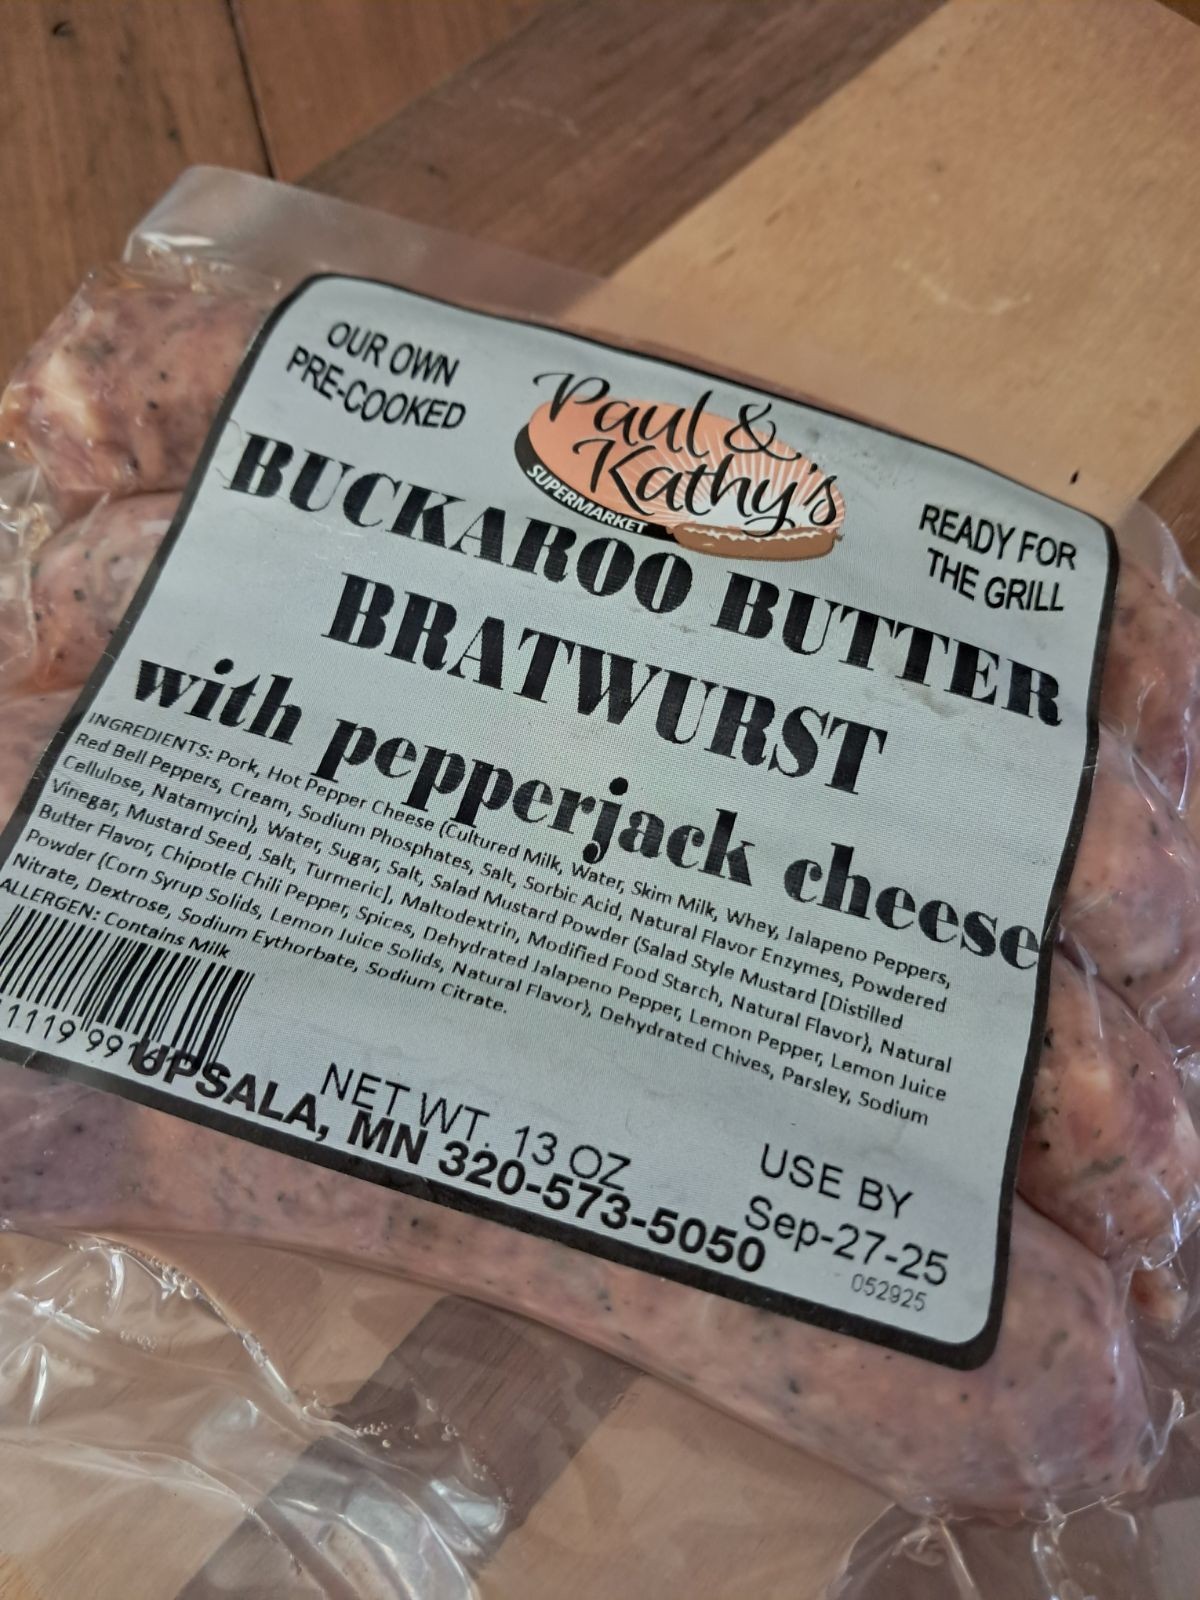 OUR OWN
PRE-COOKED
Paul &
Kathy's
SUPERMARKET
READY FOR
THE GRILL
BUCKAROO BUTTER
BRATWURST
with pepperjack cheese
INGREDIENTS: Pork, Hot Pepper Cheese (Cultured Milk, Water, Skim Milk, Whey, Jalapeno Peppers,
Red Bell Peppers, Cream, Sodium Phosphates, Salt, Sorbic Acid, Natural Flavor Enzymes, Powdered
Cellulose, Natamycin), Water, Sugar, Salt, Salad Mustard Powder (Salad Style Mustard [Distilled
Vinegar, Mustard Seed, Salt, Turmeric], Maltodextrin, Modified Food Starch, Natural Flavor), Natural
Butter Flavor, Chipotle Chili Pepper, Spices, Dehydrated Jalapeno Pepper, Lemon Pepper, Lemon Juice
Powder (Corn Syrup Solids, Lemon Juice Solids, Natural Flavor), Dehydrated Chives, Parsley, Sodium
Nitrate, Dextrose, Sodium Eythorbate, Sodium Citrate.
ALLERGEN: Contains Milk
NET WT. 13 OZ
UPSALA, MN 320-573-5050
USE BY
Sep-27-25
052925